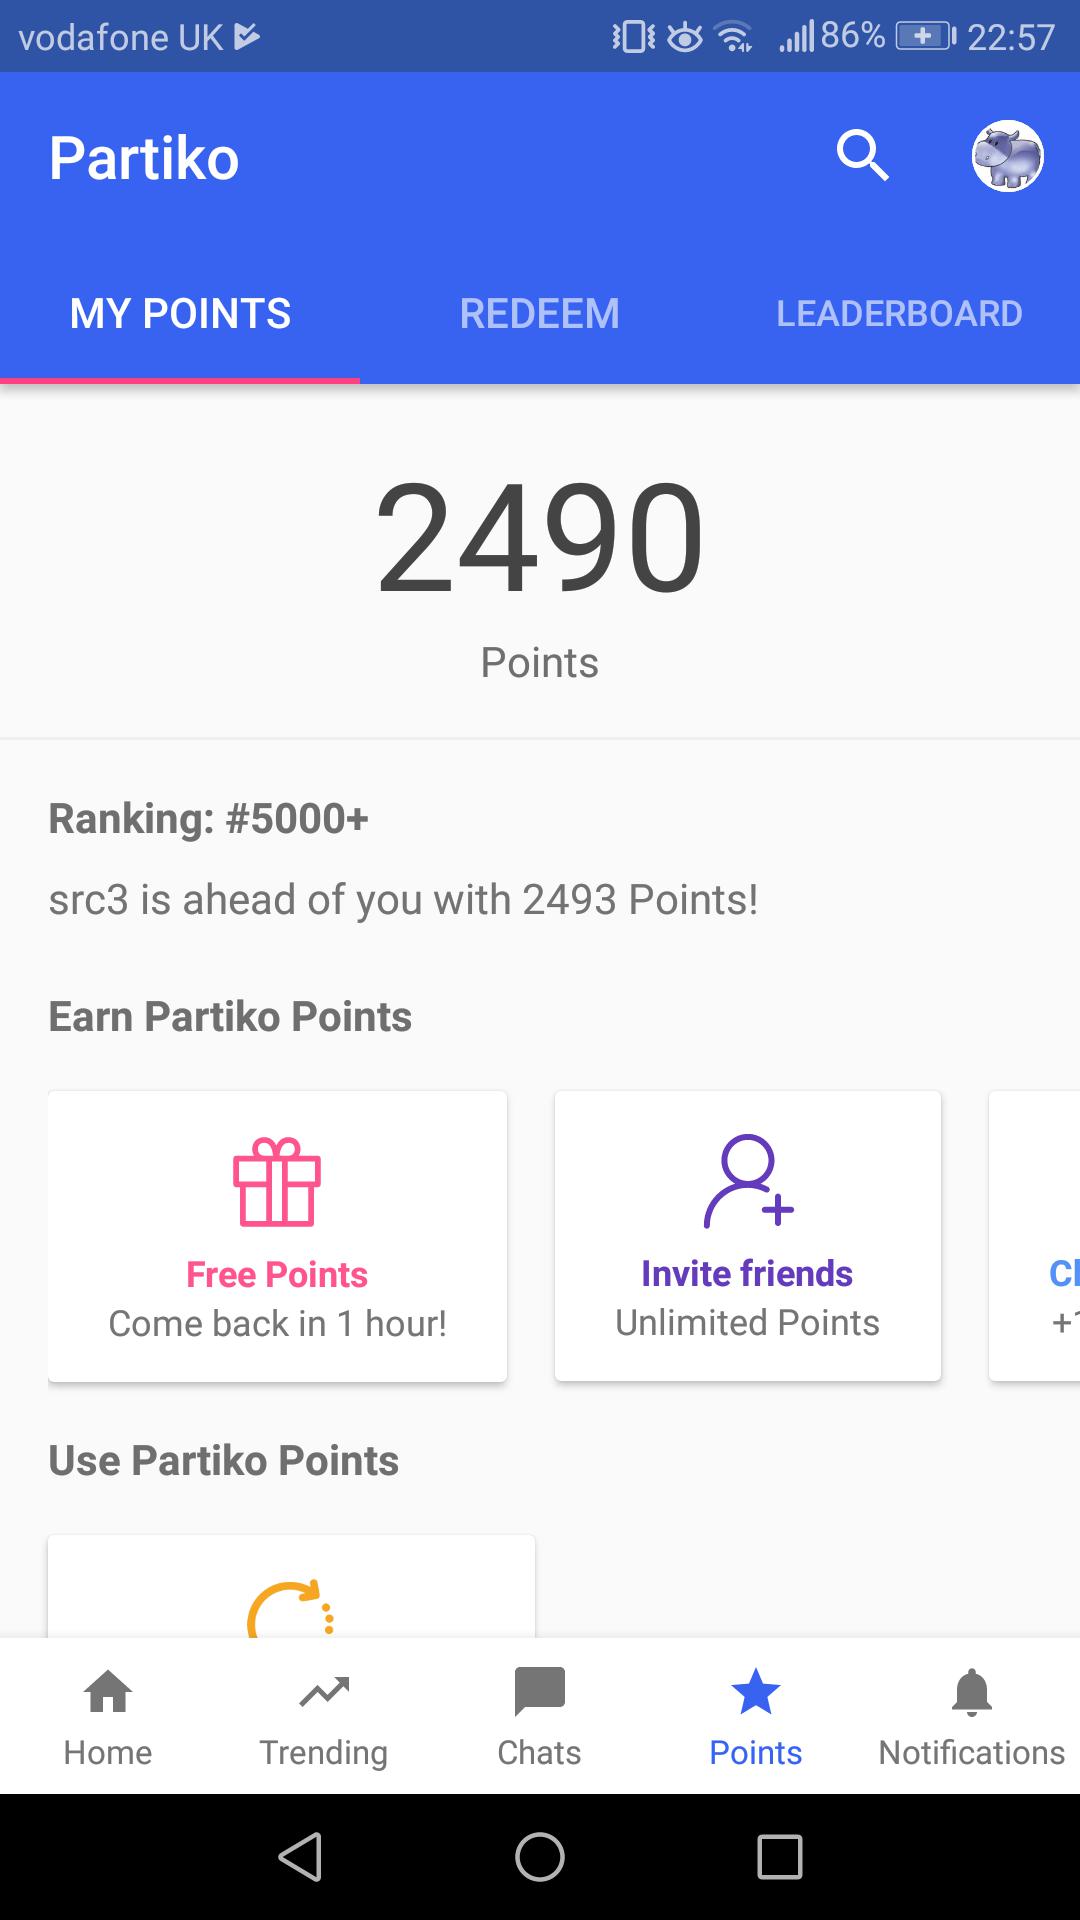 vodafone UK 86% 22:57
Partiko
MY POINTS REDEEM LEADERBOARD
2490
Points
Ranking: #5000+
src3 is ahead of you with 2493 Points!
Earn Partiko Points
Free Points Invite friends
Come back in 1 hour! Unlimited Points
Use Partiko Points
Home Trending Chats Points Notifications